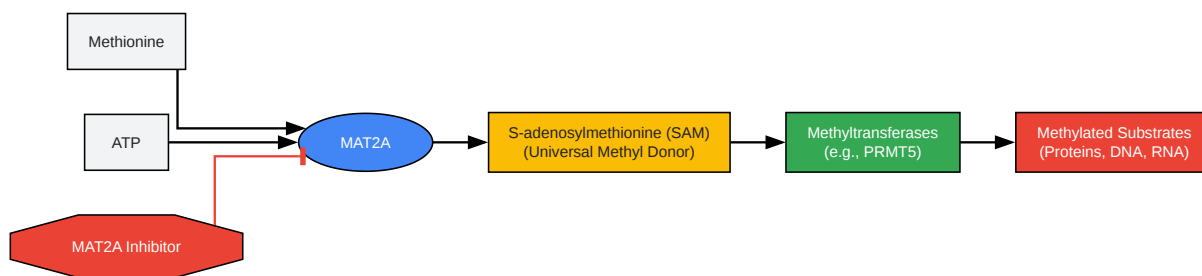 Methionine
ATP
MAT2A
S-adenosylmethionine (SAM)
(Universal Methyl Donor)
Methyltransferases
(e.g., PRMT5)
Methylated Substrates
(Proteins, DNA, RNA)
MAT2A Inhibitor